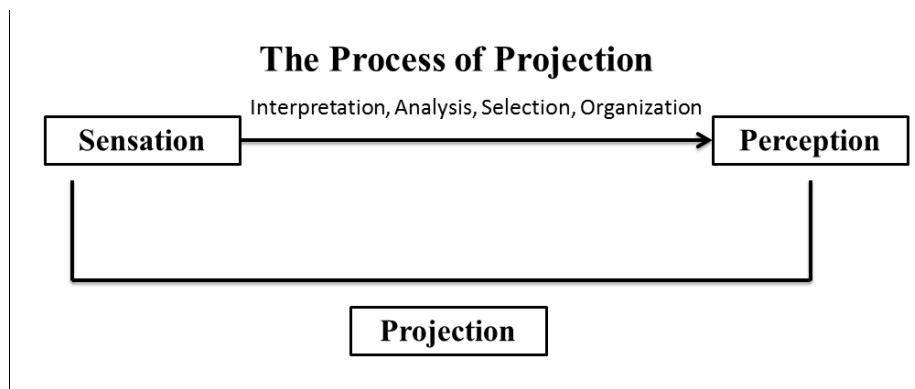 The Process of Projection
Interpretation, Analysis, Selection, Organization
Sensation
Perception
Projection